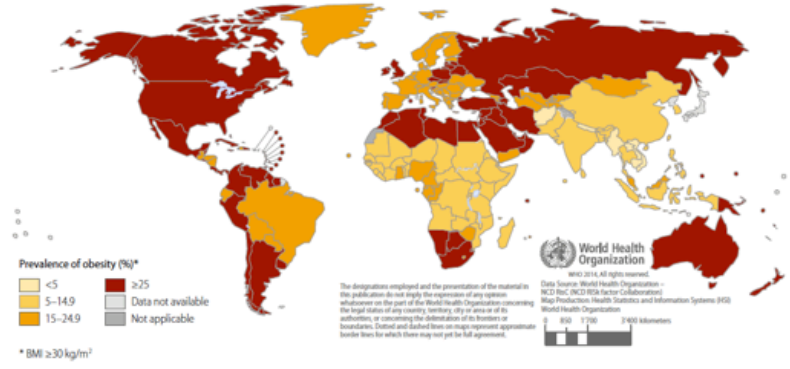 Prevalence of obesity (%)*
<5
5–14.9
15–24.9
≥25
Data not available
Not applicable
* BMI ≥30 kg/m²
The designations employed and the presentation of the material in
this publication do not imply the expression of any opinion
whatsoever on the part of the World Health Organization concerning
the legal status of any country, territory, city or area or of its
authorities, or concerning the delimitation of its frontiers or
boundaries. Dotted and dashed lines on maps represent approximate
border lines for which there may not yet be full agreement.
World Health
Organization
WHO 2014, All rights reserved.
Data Source: World Health Organization –
NCD RisC (NCD RISk factor Collaboration)
Map Production: Health Statistics and Information Systems (HSI)
World Health Organization
0 850 1'700 3'400 kilometers